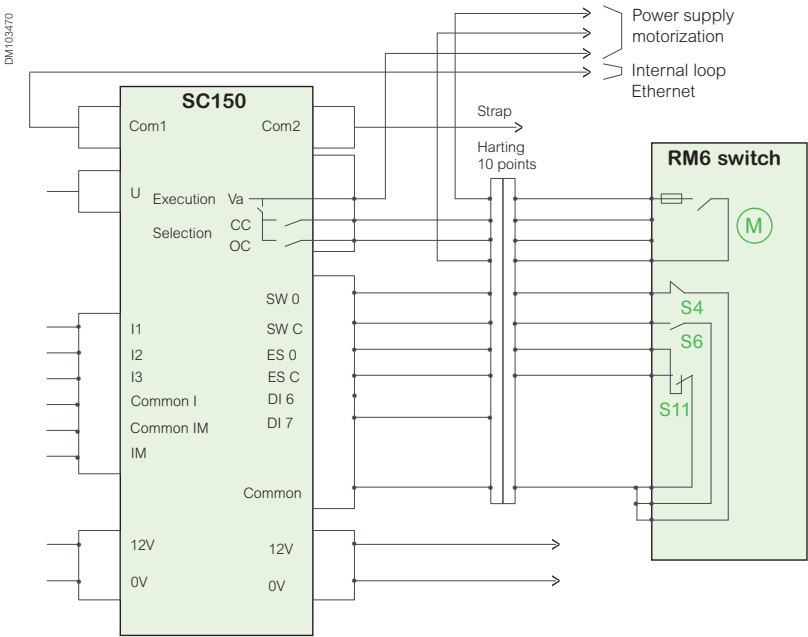 DM103470
Power supply
motorization
Internal loop
Ethernet
SC150
Com1
Com2
Strap
Harting
10 points
RM6 switch
U
Execution
Va
Selection
CC
OC
M
SW 0
S4
I1
SW C
S6
I2
ES 0
I3
ES C
Common I
DI 6
S11
Common IM
DI 7
IM
Common
12V
12V
0V
0V